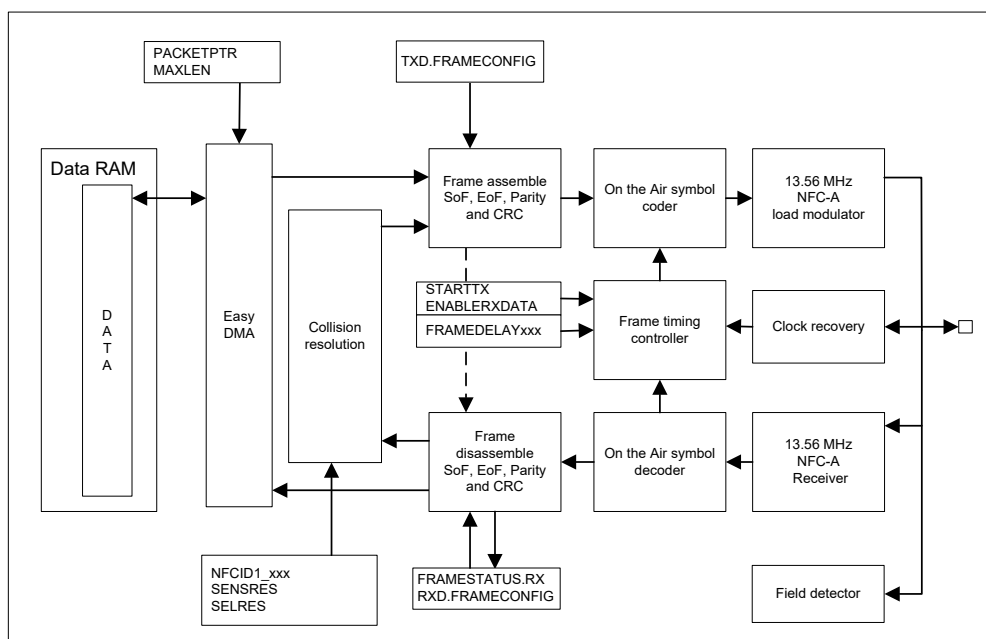 PACKETPTR
MAXLEN
TXD.FRAMECONFIG
Data RAM
D
A
T
A
Easy
DMA
Collision
resolution
Frame assemble
SoF, EoF, Parity
and CRC
On the Air symbol
coder
13.56 MHz
NFC-A
load modulator
STARTTX
ENABLERXDATA
FRAMEDELAYxxx
Frame timing
controller
Clock recovery
Frame
disassemble
SoF, EoF, Parity
and CRC
On the Air symbol
decoder
13.56 MHz
NFC-A
Receiver
NFCID1_xxx
SENSRES
SELRES
FRAMESTATUS.RX
RXD.FRAMECONFIG
Field detector